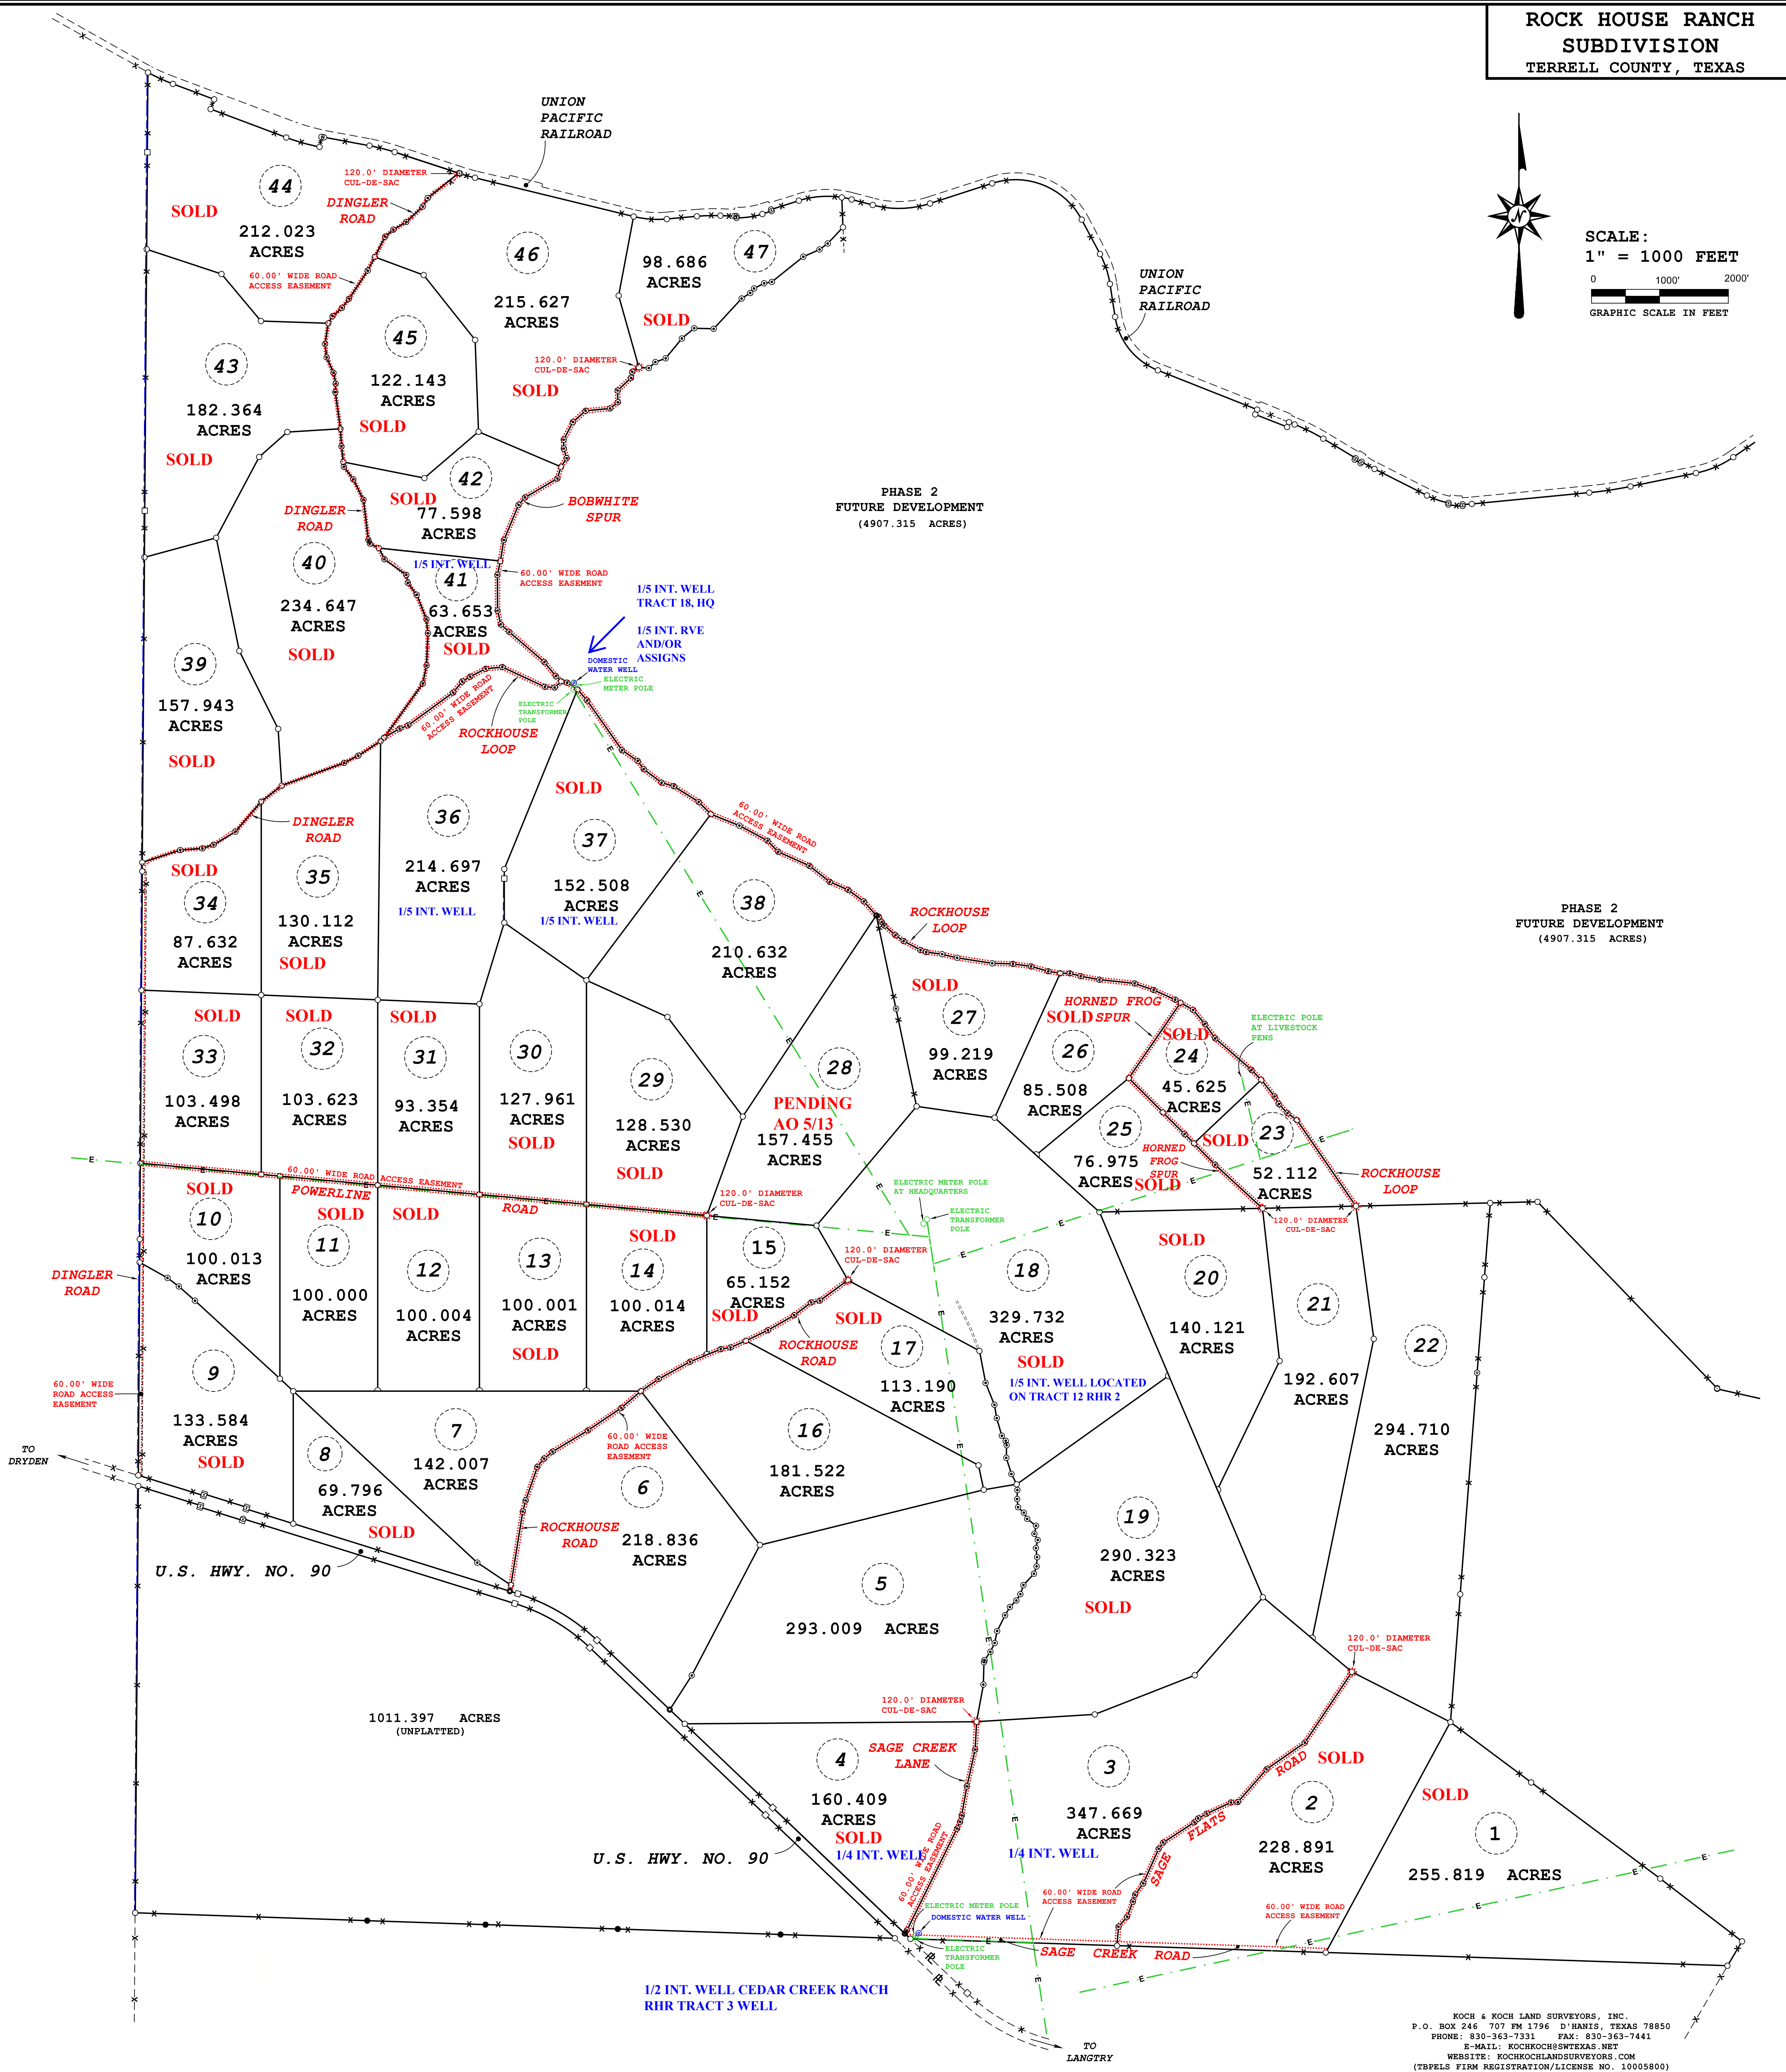 ROCK HOUSE RANCH
SUBDIVISION
TERRELL COUNTY, TEXAS
SCALE:
1" = 1000 FEET
0 1000' 2000'
GRAPHIC SCALE IN FEET
N
UNION
PACIFIC
RAILROAD
UNION
PACIFIC
RAILROAD
44
SOLD
212.023
ACRES
120.0' DIAMETER
CUL-DE-SAC
DINGLER
ROAD
60.00' WIDE ROAD
ACCESS EASEMENT
46
215.627
ACRES
SOLD
47
98.686
ACRES
SOLD
120.0' DIAMETER
CUL-DE-SAC
45
122.143
ACRES
SOLD
43
182.364
ACRES
SOLD
42
SOLD
77.598
ACRES
BOBWHITE
SPUR
DINGLER
ROAD
PHASE 2
FUTURE DEVELOPMENT
(4907.315 ACRES)
40
234.647
ACRES
SOLD
1/5 INT. WELL
41
63.653
ACRES
SOLD
60.00' WIDE ROAD
ACCESS EASEMENT
1/5 INT. WELL
TRACT 18, HQ
1/5 INT. RVE
AND/OR
ASSIGNS
DOMESTIC
WATER WELL
ELECTRIC
METER POLE
ELECTRIC
TRANSFORMER
POLE
39
157.943
ACRES
SOLD
60.00' WIDE ROAD
ACCESS EASEMENT
ROCKHOUSE
LOOP
DINGLER
ROAD
36
214.697
ACRES
1/5 INT. WELL
SOLD
37
152.508
ACRES
1/5 INT. WELL
60.00' WIDE ROAD
ACCESS EASEMENT
SOLD
34
87.632
ACRES
35
130.112
ACRES
SOLD
38
210.632
ACRES
ROCKHOUSE
LOOP
PHASE 2
FUTURE DEVELOPMENT
(4907.315 ACRES)
SOLD
33
103.498
ACRES
SOLD
32
103.623
ACRES
SOLD
31
93.354
ACRES
30
127.961
ACRES
SOLD
29
128.530
ACRES
SOLD
28
PENDING
AO 5/13
157.455
ACRES
SOLD
27
99.219
ACRES
HORNED FROG
SPUR
SOLD
26
85.508
ACRES
SOLD
24
45.625
ACRES
ELECTRIC POLE
AT LIVESTOCK
PENS
25
76.975
ACRES
SOLD
HORNED
FROG
SPUR
SOLD
23
52.112
ACRES
ROCKHOUSE
LOOP
120.0' DIAMETER
CUL-DE-SAC
60.00' WIDE ROAD ACCESS EASEMENT
POWERLINE
ROAD
120.0' DIAMETER
CUL-DE-SAC
ELECTRIC METER POLE
AT HEADQUARTERS
ELECTRIC
TRANSFORMER
POLE
SOLD
10
100.013
ACRES
SOLD
11
100.000
ACRES
SOLD
12
100.004
ACRES
13
100.001
ACRES
SOLD
SOLD
14
100.014
ACRES
15
65.152
ACRES
SOLD
120.0' DIAMETER
CUL-DE-SAC
SOLD
17
113.190
ACRES
ROCKHOUSE
ROAD
18
329.732
ACRES
SOLD
1/5 INT. WELL LOCATED
ON TRACT 12 RHR 2
SOLD
20
140.121
ACRES
21
192.607
ACRES
22
294.710
ACRES
DINGLER
ROAD
60.00' WIDE
ROAD ACCESS
EASEMENT
9
133.584
ACRES
SOLD
TO
DRYDEN
8
69.796
ACRES
SOLD
7
142.007
ACRES
60.00' WIDE
ROAD ACCESS
EASEMENT
6
218.836
ACRES
ROCKHOUSE
ROAD
16
181.522
ACRES
U.S. HWY. NO. 90
5
293.009 ACRES
19
290.323
ACRES
SOLD
120.0' DIAMETER
CUL-DE-SAC
1011.397 ACRES
(UNPLATTED)
120.0' DIAMETER
CUL-DE-SAC
SAGE CREEK
LANE
4
160.409
ACRES
SOLD
1/4 INT. WELL
60.00' WIDE ROAD
ACCESS EASEMENT
3
347.669
ACRES
1/4 INT. WELL
SAGE FLATS ROAD
SOLD
2
228.891
ACRES
SOLD
1
255.819 ACRES
U.S. HWY. NO. 90
60.00' WIDE ROAD
ACCESS EASEMENT
60.00' WIDE ROAD
ACCESS EASEMENT
ELECTRIC METER POLE
DOMESTIC WATER WELL
ELECTRIC
TRANSFORMER
POLE
SAGE CREEK ROAD
1/2 INT. WELL CEDAR CREEK RANCH
RHR TRACT 3 WELL
TO
LANGTRY
KOCH & KOCH LAND SURVEYORS, INC.
P.O. BOX 246 707 FM 1796 D'HANIS, TEXAS 78850
PHONE: 830-363-7331 FAX: 830-363-7441
E-MAIL: KOCHKOCH@SWTEXAS.NET
WEBSITE: KOCHKOCHLANDSURVEYORS.COM
(TBPELS FIRM REGISTRATION/LICENSE NO. 10005800)